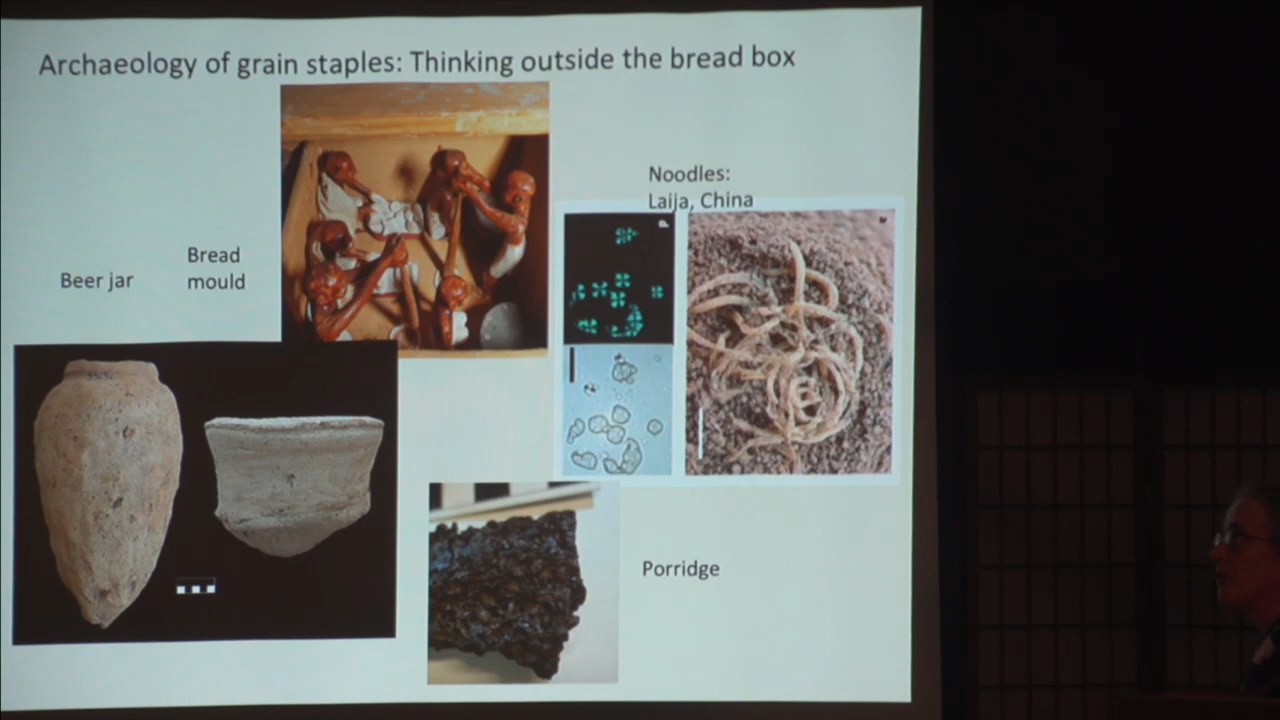 Archaeology of grain staples: Thinking outside the bread box
Noodles:
Laija, China
Bread
mould
Beer jar
Porridge